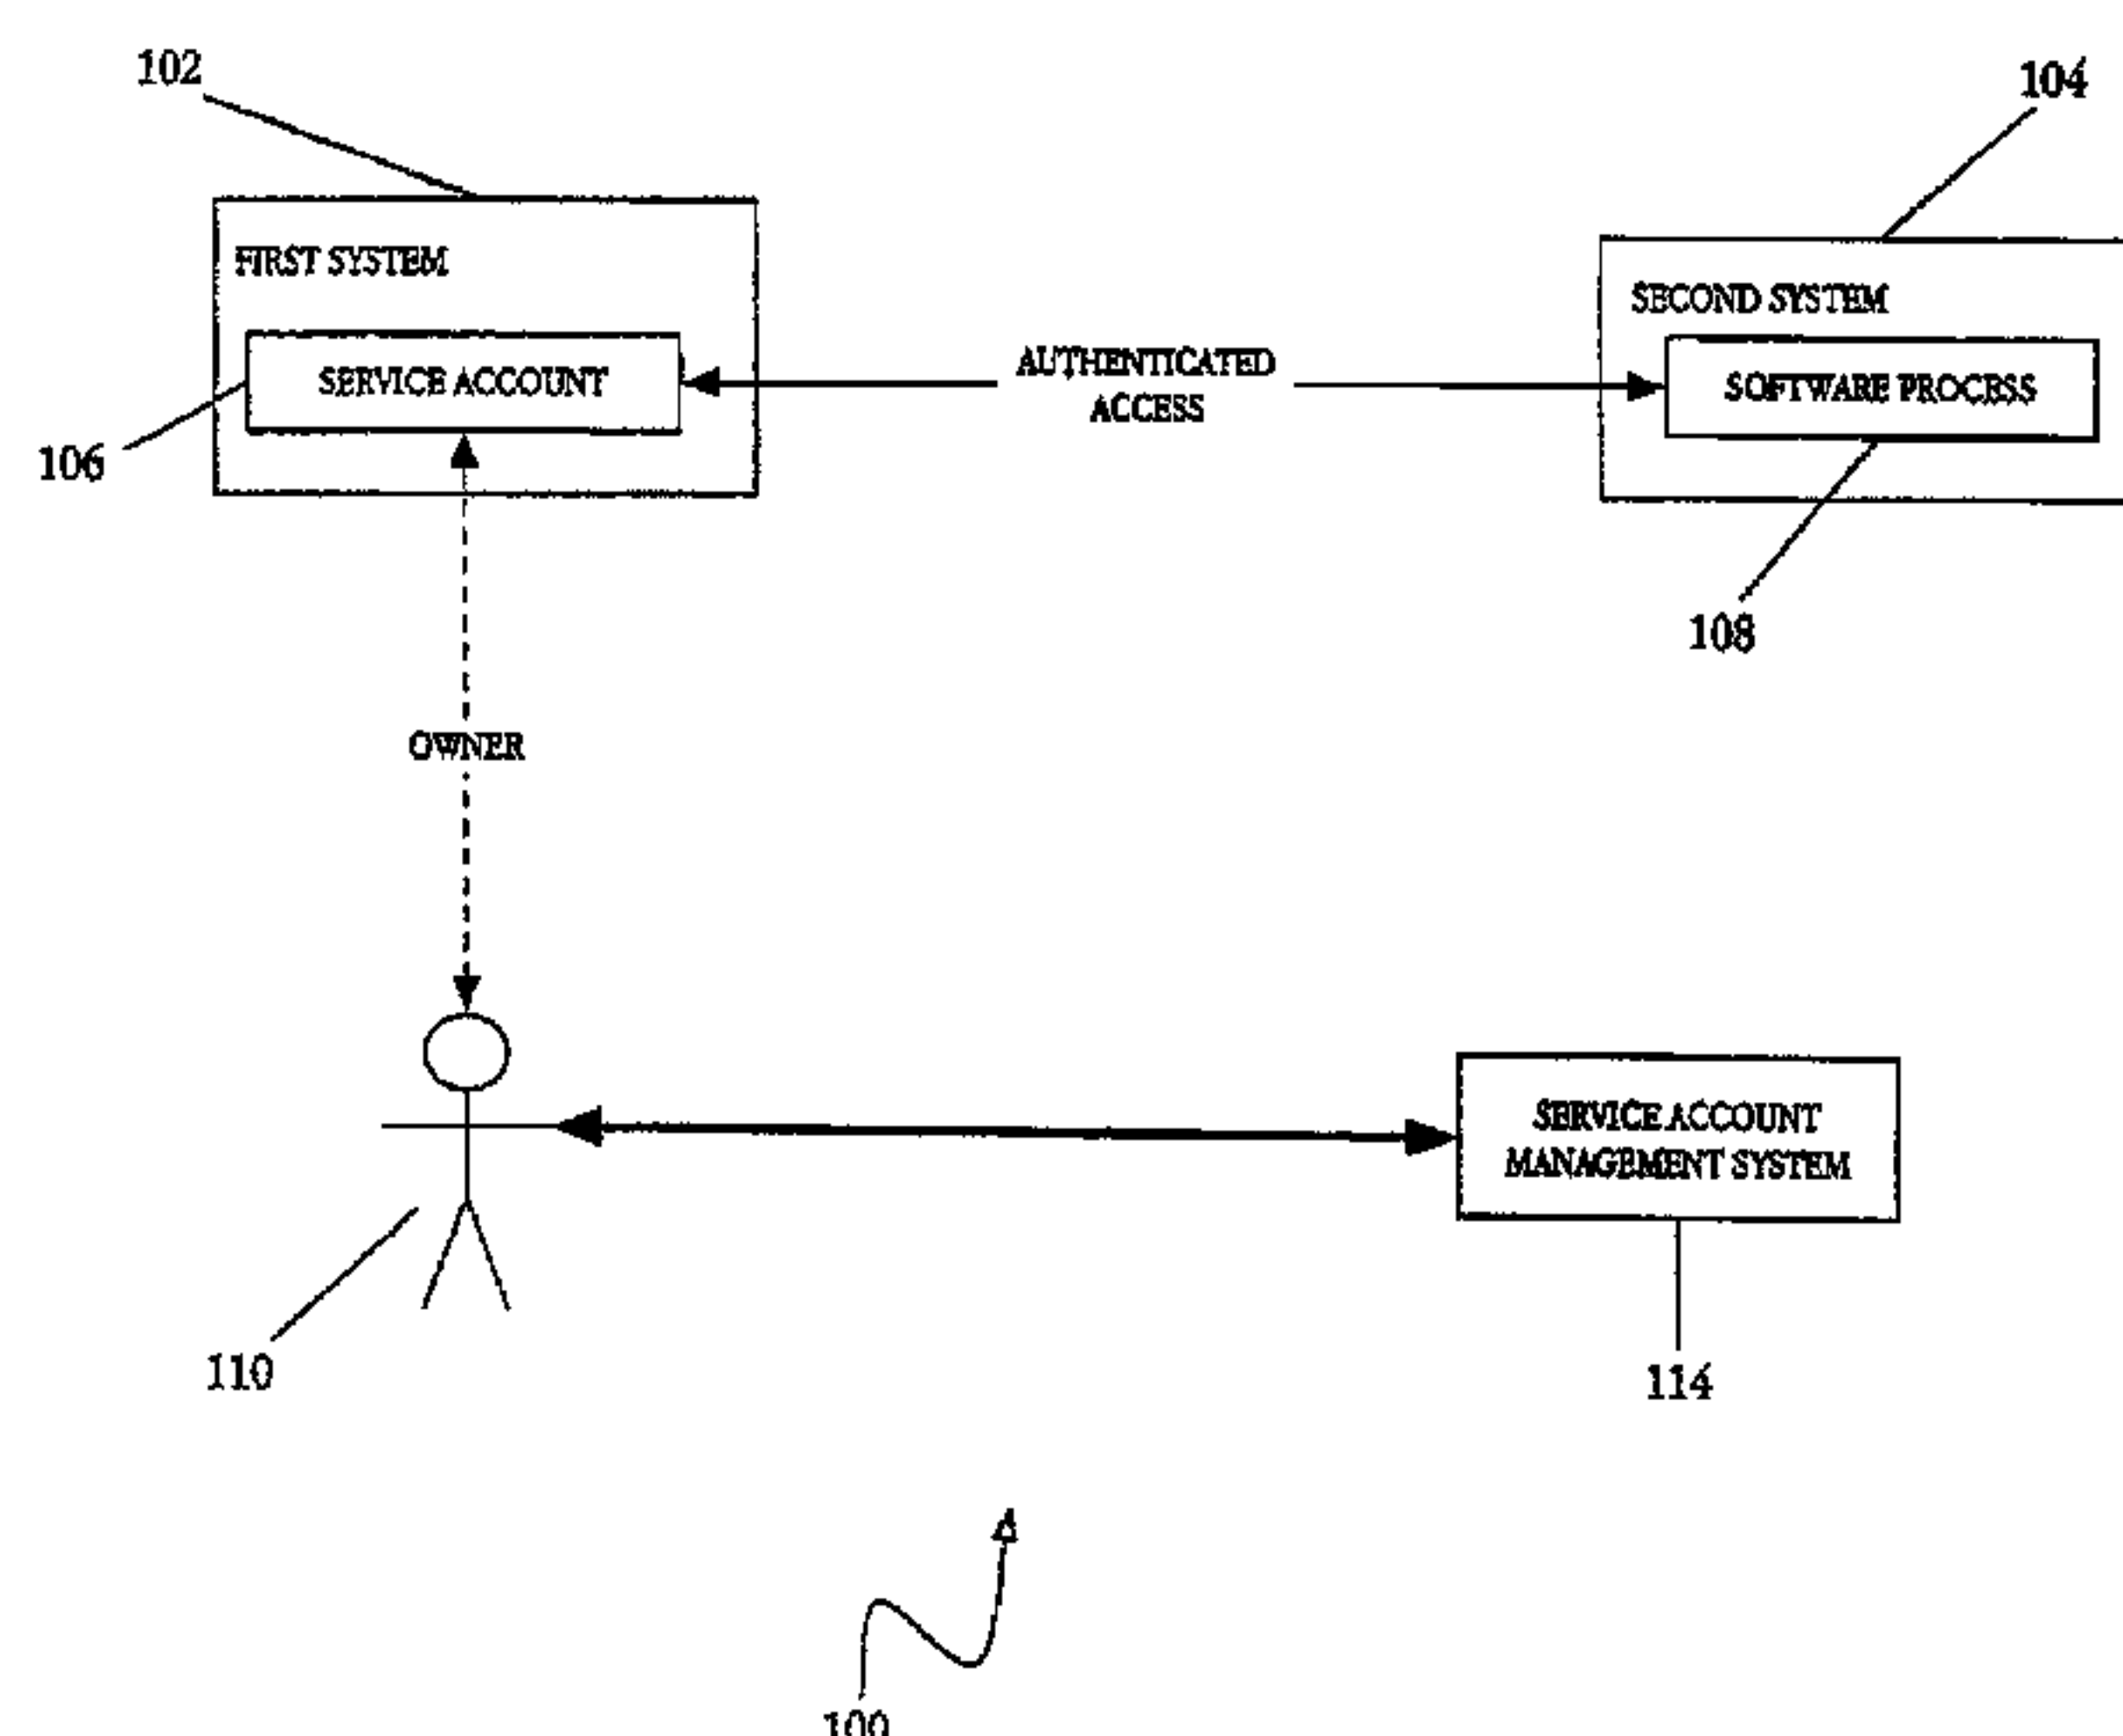 102
104
FIRST SYSTEM
SECOND SYSTEM
SERVICE ACCOUNT
AUTHENTICATED
ACCESS
SOFTWARE PROCESS
106
108
OWNER
SERVICE ACCOUNT
MANAGEMENT SYSTEM
110
114
100